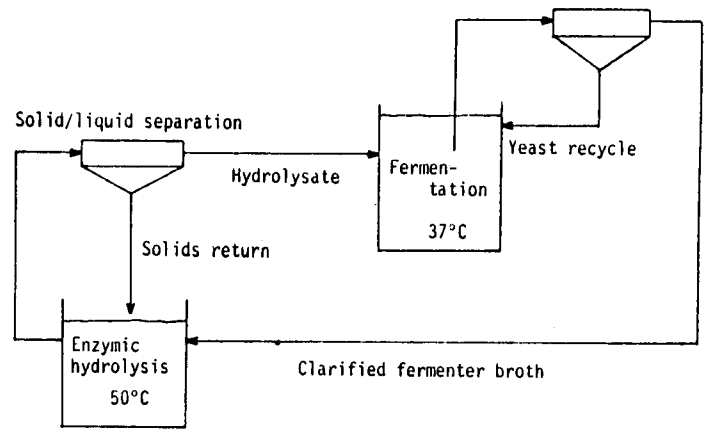 Solid/liquid separation
Hydrolysate
Fermen-
tation
37°C
Yeast recycle
Solids return
Enzymic
hydrolysis
50°C
Clarified fermenter broth